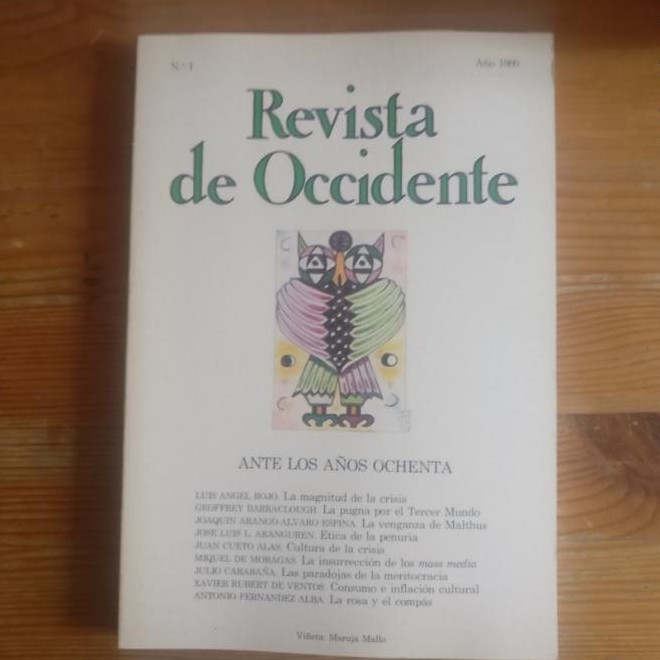 N.º 1
Año 1980
Revista
de Occidente
ANTE LOS AÑOS OCHENTA
LUIS ANGEL ROJO. La magnitud de la crisis
GEOFFREY BARRACLOUGH. La pugna por el Tercer Mundo
JOAQUIN ARANGO-ALVARO ESPINA. La venganza de Malthus
JOSE LUIS L. ARANGUREN. Etica de la penuria
JUAN CUETO ALAS. Cultura de la crisis
MIQUEL DE MORAGAS. La insurrección de los mass media
JULIO CARABAÑA. Las paradojas de la meritocracia
XAVIER RUBERT DE VENTOS. Consumo e inflación cultural
ANTONIO FERNANDEZ ALBA. La rosa y el compás
Viñeta: Maruja Mallo